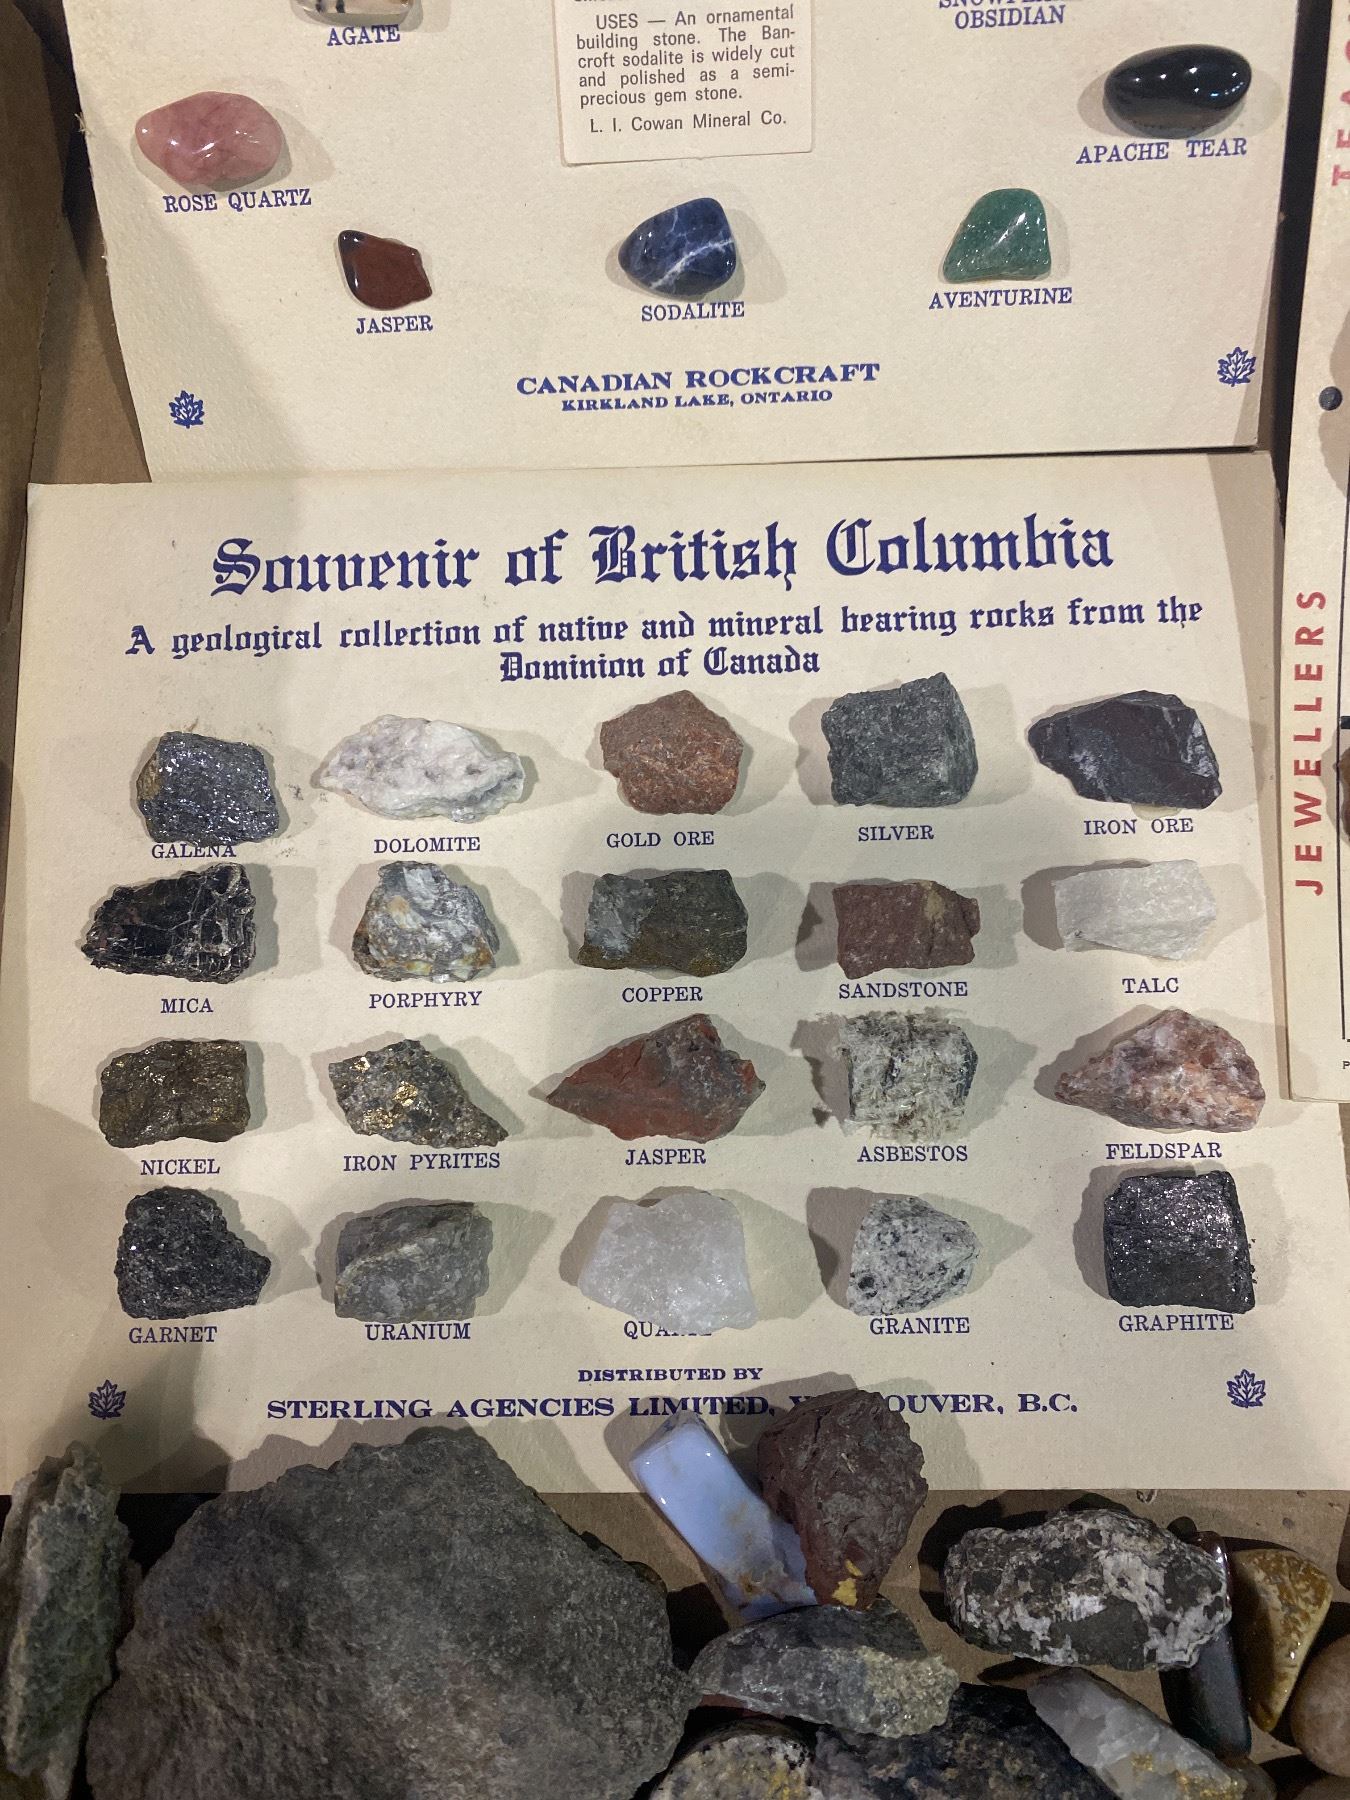 AGATE
USES — An ornamental
building stone. The Ban-
croft sodalite is widely cut
and polished as a semi-
precious gem stone.
L. I. Cowan Mineral Co.
OBSIDIAN
ROSE QUARTZ
APACHE TEAR
JASPER
SODALITE
AVENTURINE
CANADIAN ROCKCRAFT
KIRKLAND LAKE, ONTARIO
Souvenir of British Columbia
A geological collection of native and mineral bearing rocks from the
Dominion of Canada
GALENA
DOLOMITE
GOLD ORE
SILVER
IRON ORE
MICA
PORPHYRY
COPPER
SANDSTONE
TALC
NICKEL
IRON PYRITES
JASPER
ASBESTOS
FELDSPAR
GARNET
URANIUM
GRANITE
GRAPHITE
DISTRIBUTED BY
STERLING AGENCIES LIMITED, B.C.
JEWELLERS